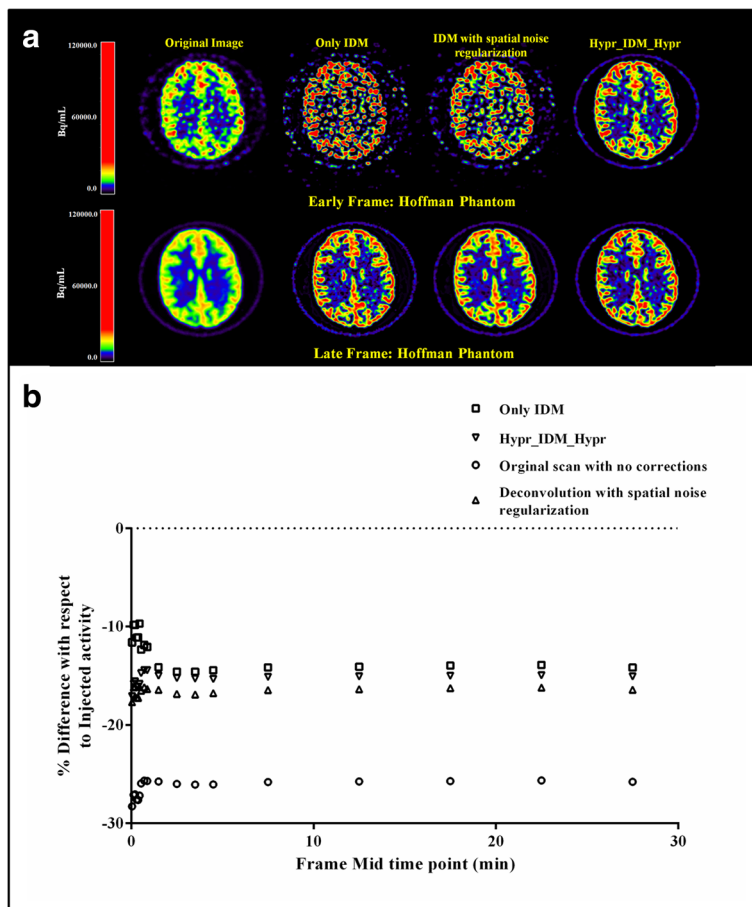 a
Original Image
Only IDM
IDM with spatial noise
regularization
Hypr_IDM_Hypr
120000.0
Bq/mL
60000.0
0.0
Early Frame: Hoffman Phantom
120000.0
Bq/mL
60000.0
0.0
Late Frame: Hoffman Phantom
b
Only IDM
Hypr_IDM_Hypr
Orginal scan with no corrections
Deconvolution with spatial noise
regularization
% Difference with respect
to Injected activity
0
-10
-20
-30
0
10
20
30
Frame Mid time point (min)